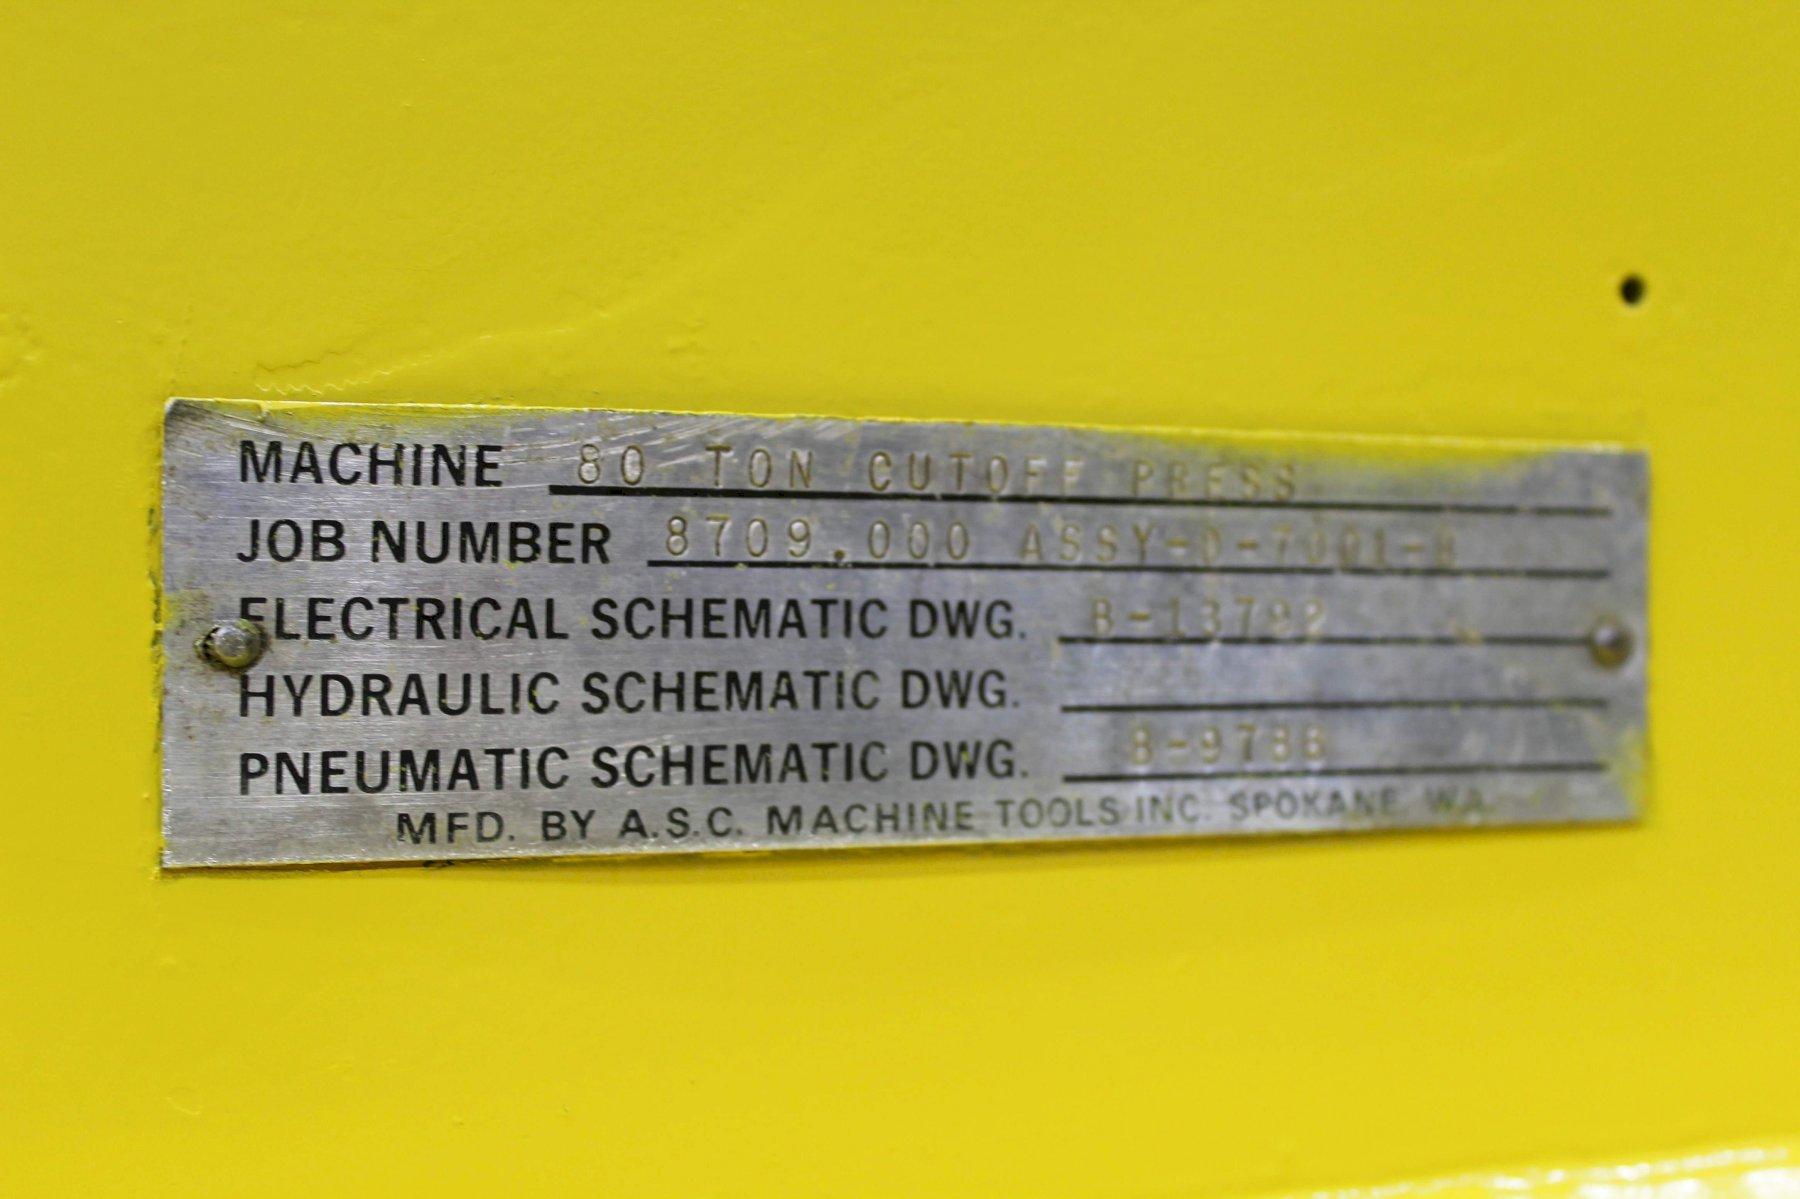 MACHINE 80 TON CUTOFF PRESS
JOB NUMBER 8709.000
ELECTRICAL SCHEMATIC DWG.
HYDRAULIC SCHEMATIC DWG.
PNEUMATIC SCHEMATIC DWG.
MFD. BY A.S.C. MACHINE TOOLS INC. SPOKANE, WA.